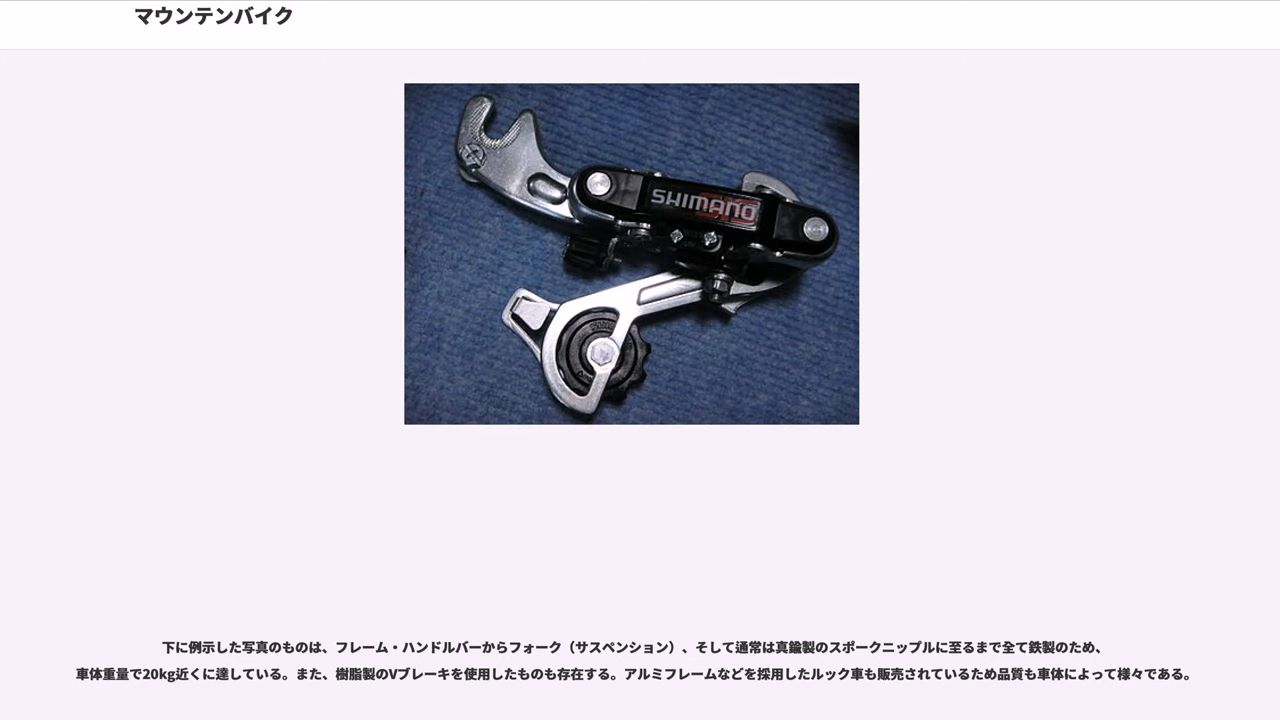 マウンテンバイク
SHIMANO
SIS
下に例示した写真のものは、フレーム・ハンドルバーからフォーク（サスペンション）、そして通常は真鍮製のスポークニップルに至るまで全て鉄製のため、
車体重量で20kg近くに達している。また、樹脂製のVブレーキを使用したものも存在する。アルミフレームなどを採用したルック車も販売されているため品質も車体によって様々である。